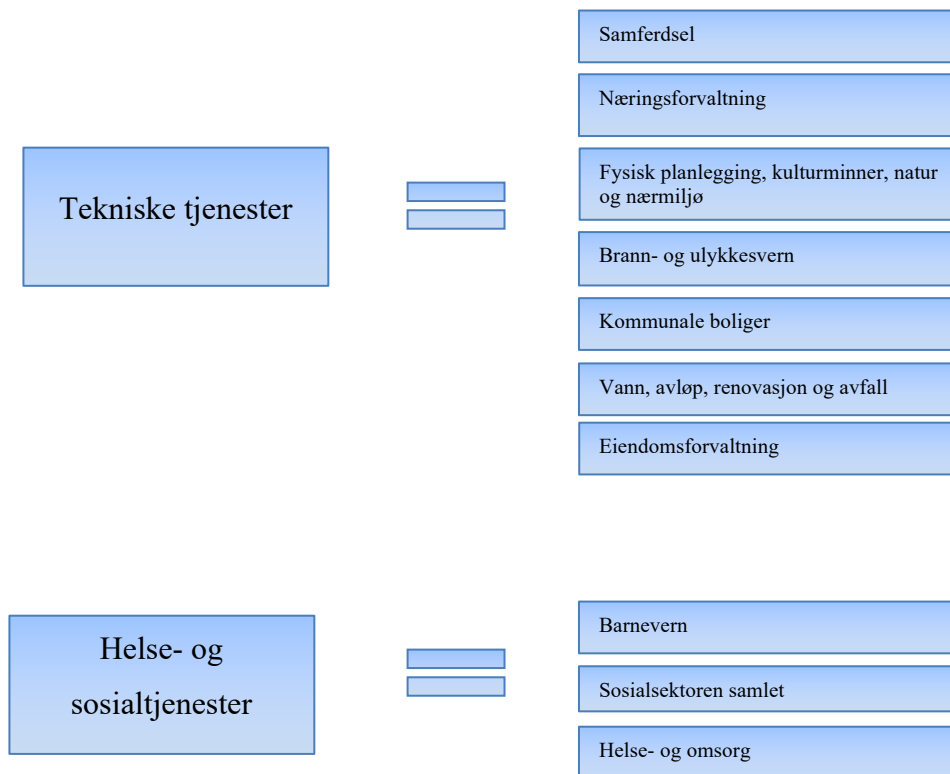 Tekniske tjenester
Samferdsel
Næringsforvaltning
Fysisk planlegging, kulturminner, natur
og nærmiljø
Brann- og ulykkesvern
Kommunale boliger
Vann, avløp, renovasjon og avfall
Eiendomsforvaltning
Helse- og
sosialtjenester
Barnevern
Sosialsektoren samlet
Helse- og omsorg